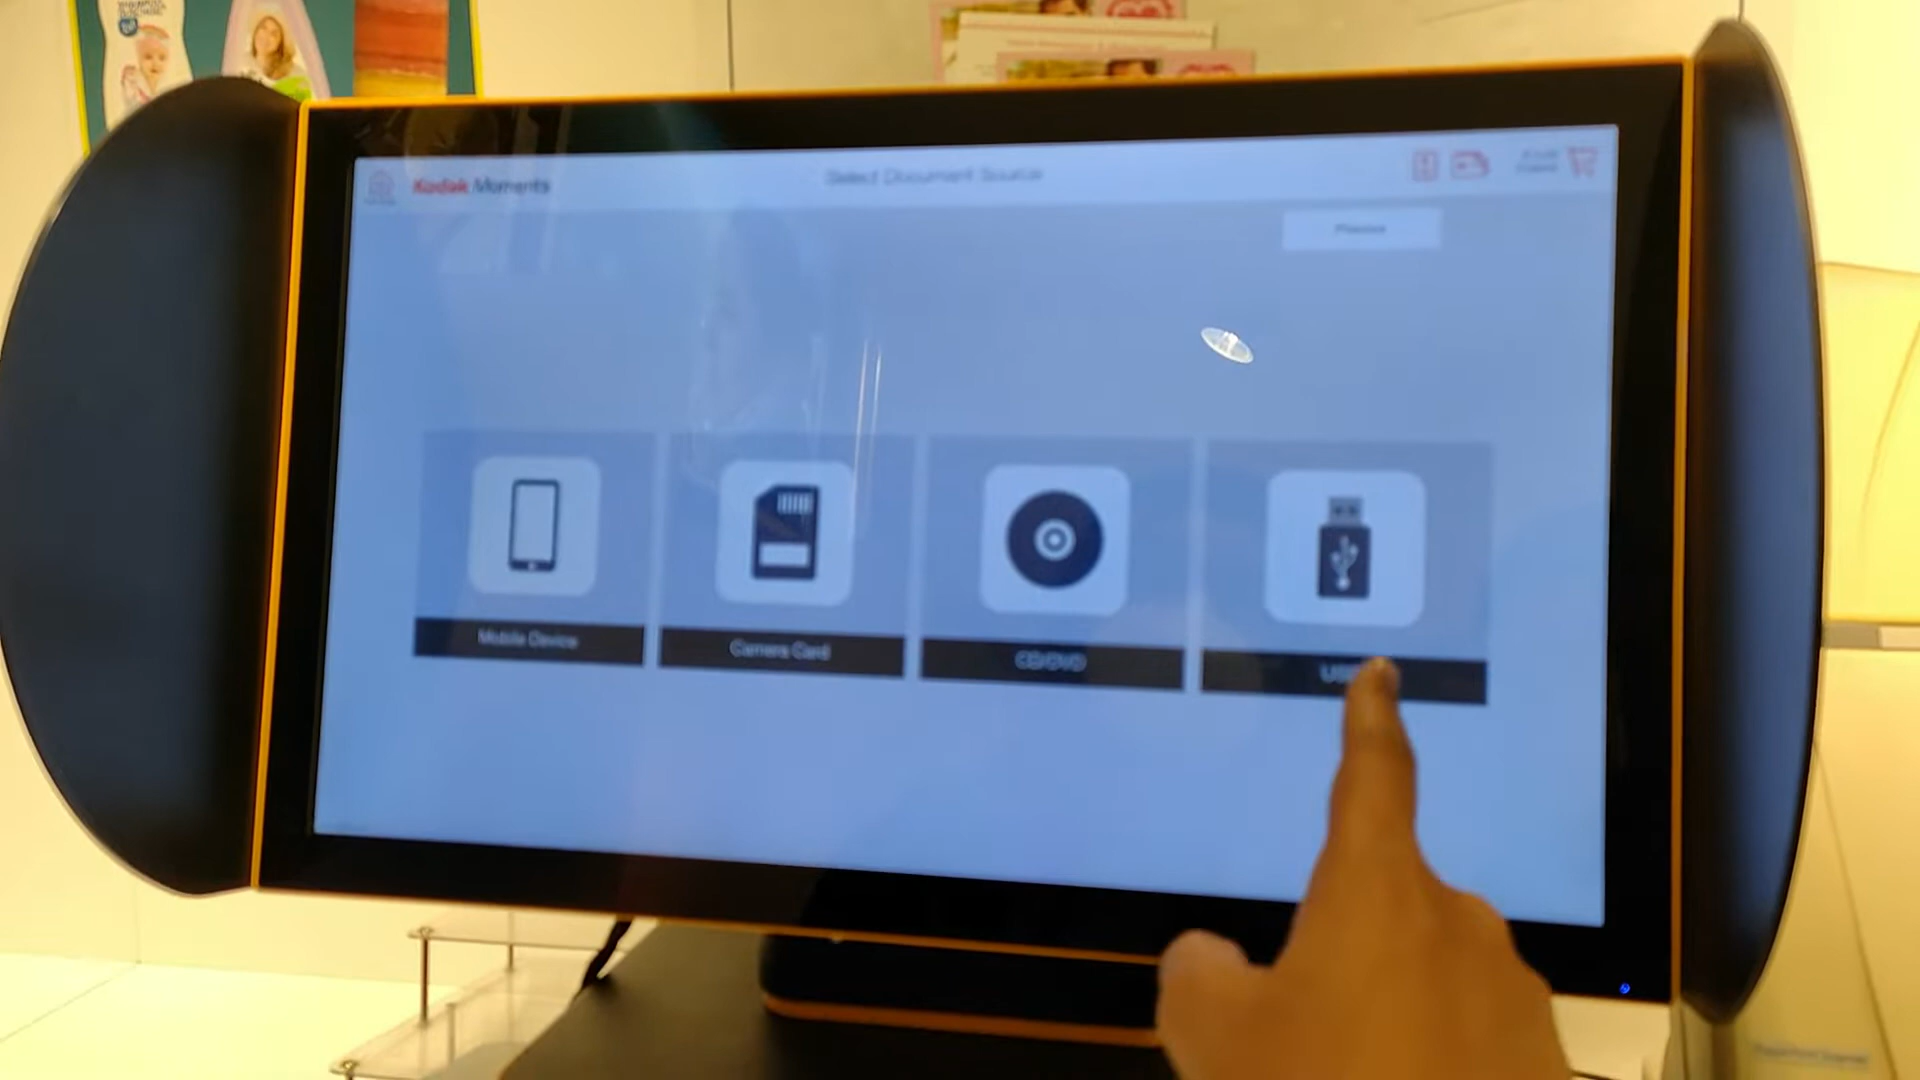 Kodak Moments
Select Document Source
Mobile Device
Camera Card
CD/DVD